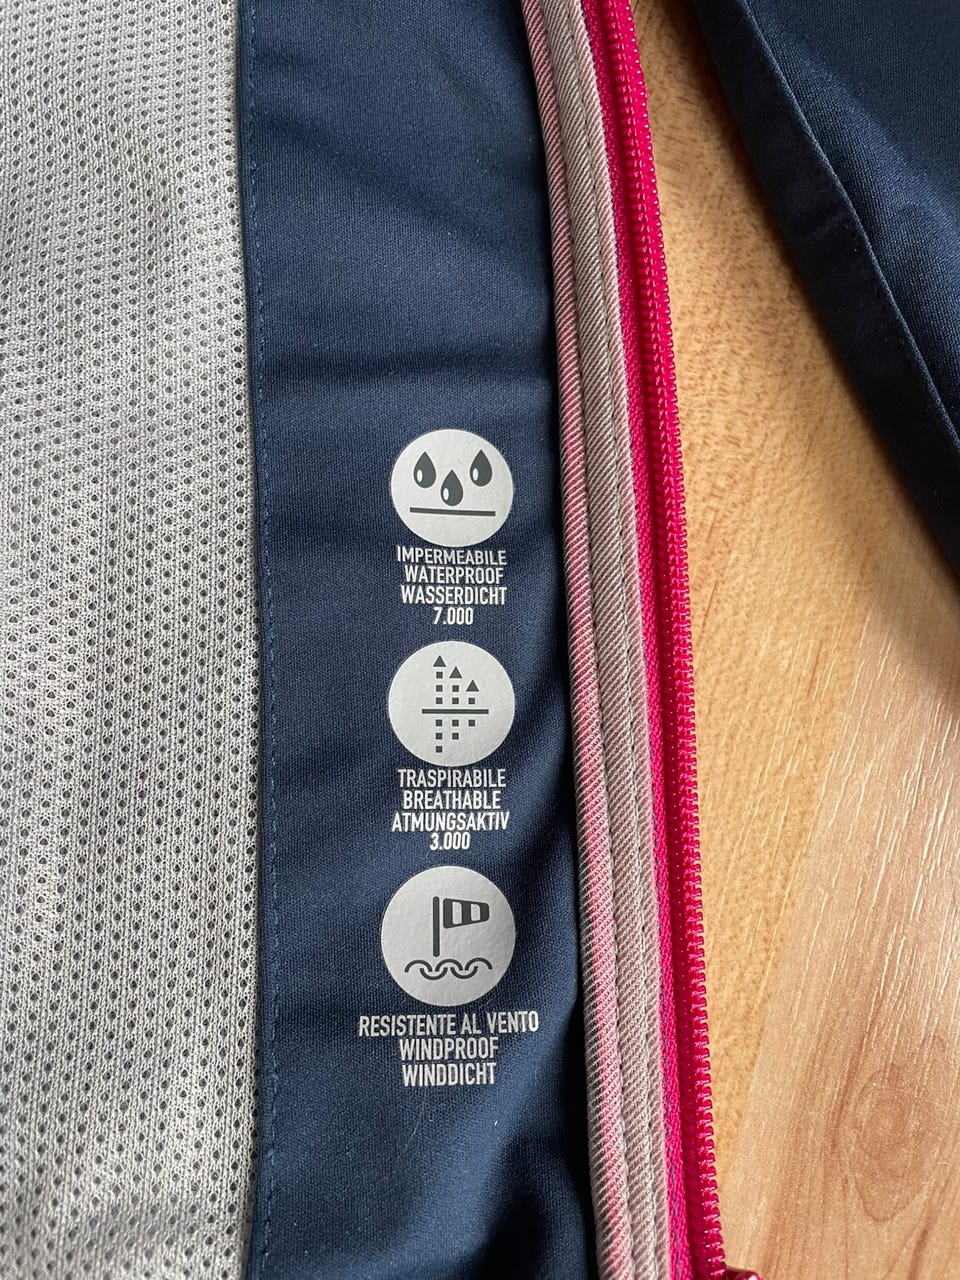 IMPERMEABILE
WATERPROOF
WASSERDICHT
7.000
TRASPIRABILE
BREATHABLE
ATMUNGSAKTIV
3.000
RESISTENTE AL VENTO
WINDPROOF
WINDDICHT